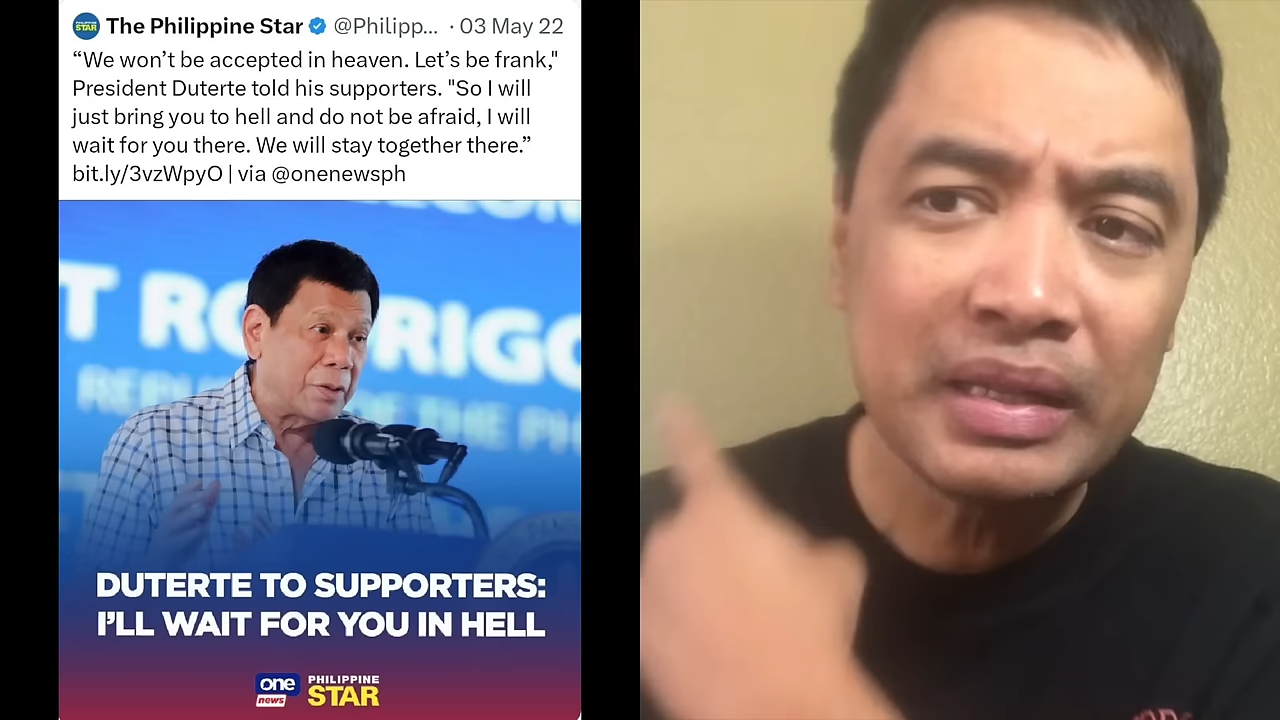 The Philippine Star @Philipp... · 03 May 22
“We won’t be accepted in heaven. Let’s be frank,"
President Duterte told his supporters. "So I will
just bring you to hell and do not be afraid, I will
wait for you there. We will stay together there.”
bit.ly/3vzWpyO | via @onenewsph
DUTERTE TO SUPPORTERS:
I'LL WAIT FOR YOU IN HELL
one
news
PHILIPPINE
STAR